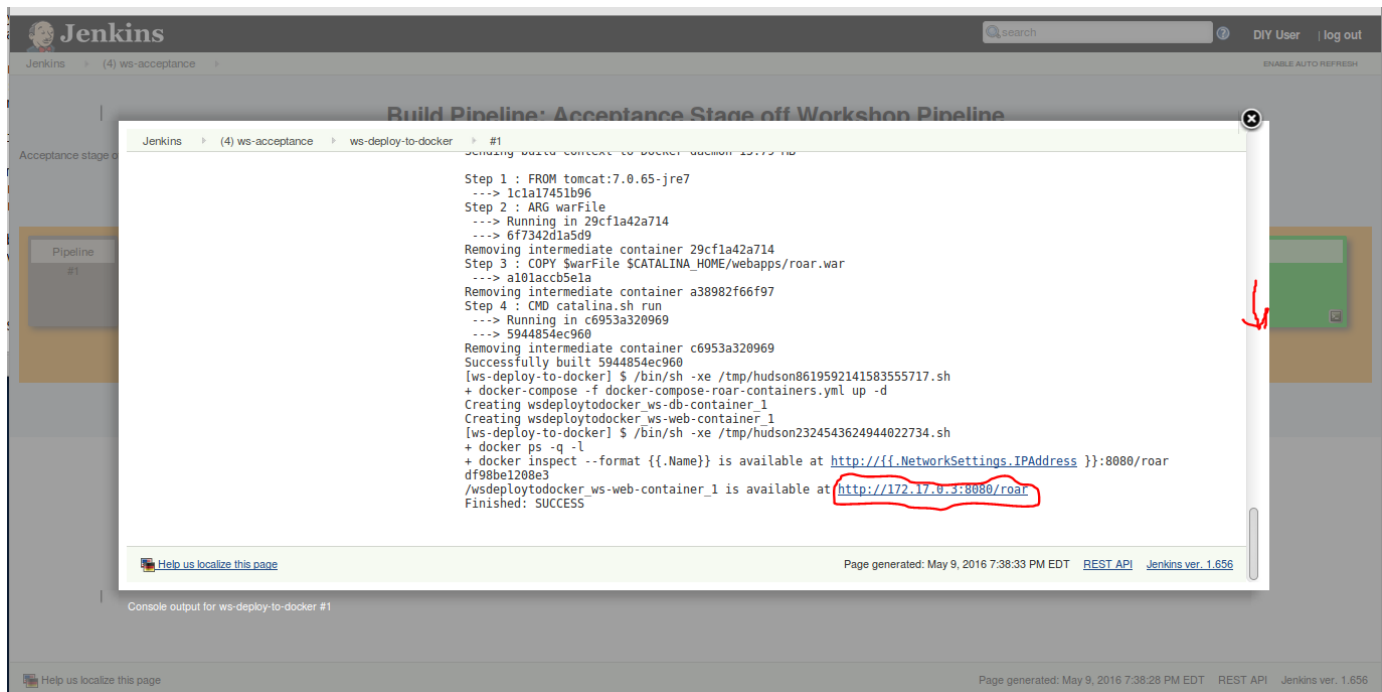 Jenkins
search
DIY User | log out
Jenkins (4) ws-acceptance
ENABLE AUTO REFRESH
Build Pipeline: Acceptance Stage off Workshop Pipeline
Acceptance stage o
Pipeline
#1
Jenkins (4) ws-acceptance ws-deploy-to-docker #1
Sending build context to Docker daemon 15.79 MB
Step 1 : FROM tomcat:7.0.65-jre7
---> 1c1a17451b96
Step 2 : ARG warFile
---> Running in 29cf1a42a714
---> 6f7342d1a5d9
Removing intermediate container 29cf1a42a714
Step 3 : COPY $warFile $CATALINA_HOME/webapps/roar.war
---> a101accb5e1a
Removing intermediate container a38982f66f97
Step 4 : CMD catalina.sh run
---> Running in c6953a320969
---> 5944854ec960
Removing intermediate container c6953a320969
Successfully built 5944854ec960
[ws-deploy-to-docker] $ /bin/sh -xe /tmp/hudson8619592141583555717.sh
+ docker-compose -f docker-compose-roar-containers.yml up -d
Creating wsdeploytodocker_ws-db-container_1
Creating wsdeploytodocker_ws-web-container_1
[ws-deploy-to-docker] $ /bin/sh -xe /tmp/hudson2324543624944022734.sh
+ docker ps -q -l
+ docker inspect --format {{.Name}} is available at http://{{.NetworkSettings.IPAddress }}:8080/roar
df98be1208e3
/wsdeploytodocker_ws-web-container_1 is available at http://172.17.0.3:8080/roar
Finished: SUCCESS
Help us localize this page
Page generated: May 9, 2016 7:38:33 PM EDT REST API Jenkins ver. 1.656
Console output for ws-deploy-to-docker #1
Help us localize this page
Page generated: May 9, 2016 7:38:28 PM EDT REST API Jenkins ver. 1.656